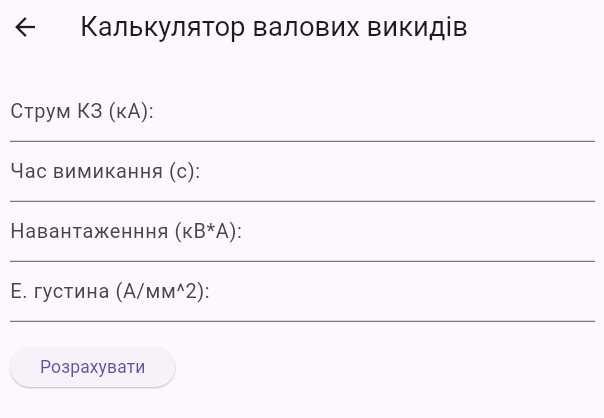 Калькулятор валових викидів
Струм КЗ (кА):
Час вимикання (с):
Навантаженння (кВ*А):
Е. густина (А/мм^2):
Розрахувати